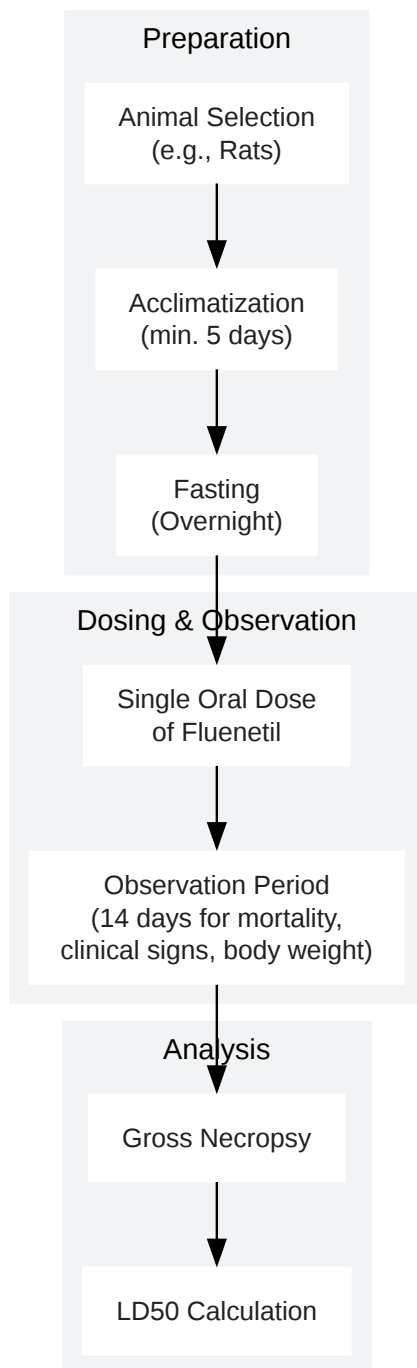 Preparation
Animal Selection
(e.g., Rats)
Acclimatization
(min. 5 days)
Fasting
(Overnight)
Dosing & Observation
Single Oral Dose
of Fluenetil
Observation Period
(14 days for mortality,
clinical signs, body weight)
Analysis
Gross Necropsy
LD50 Calculation